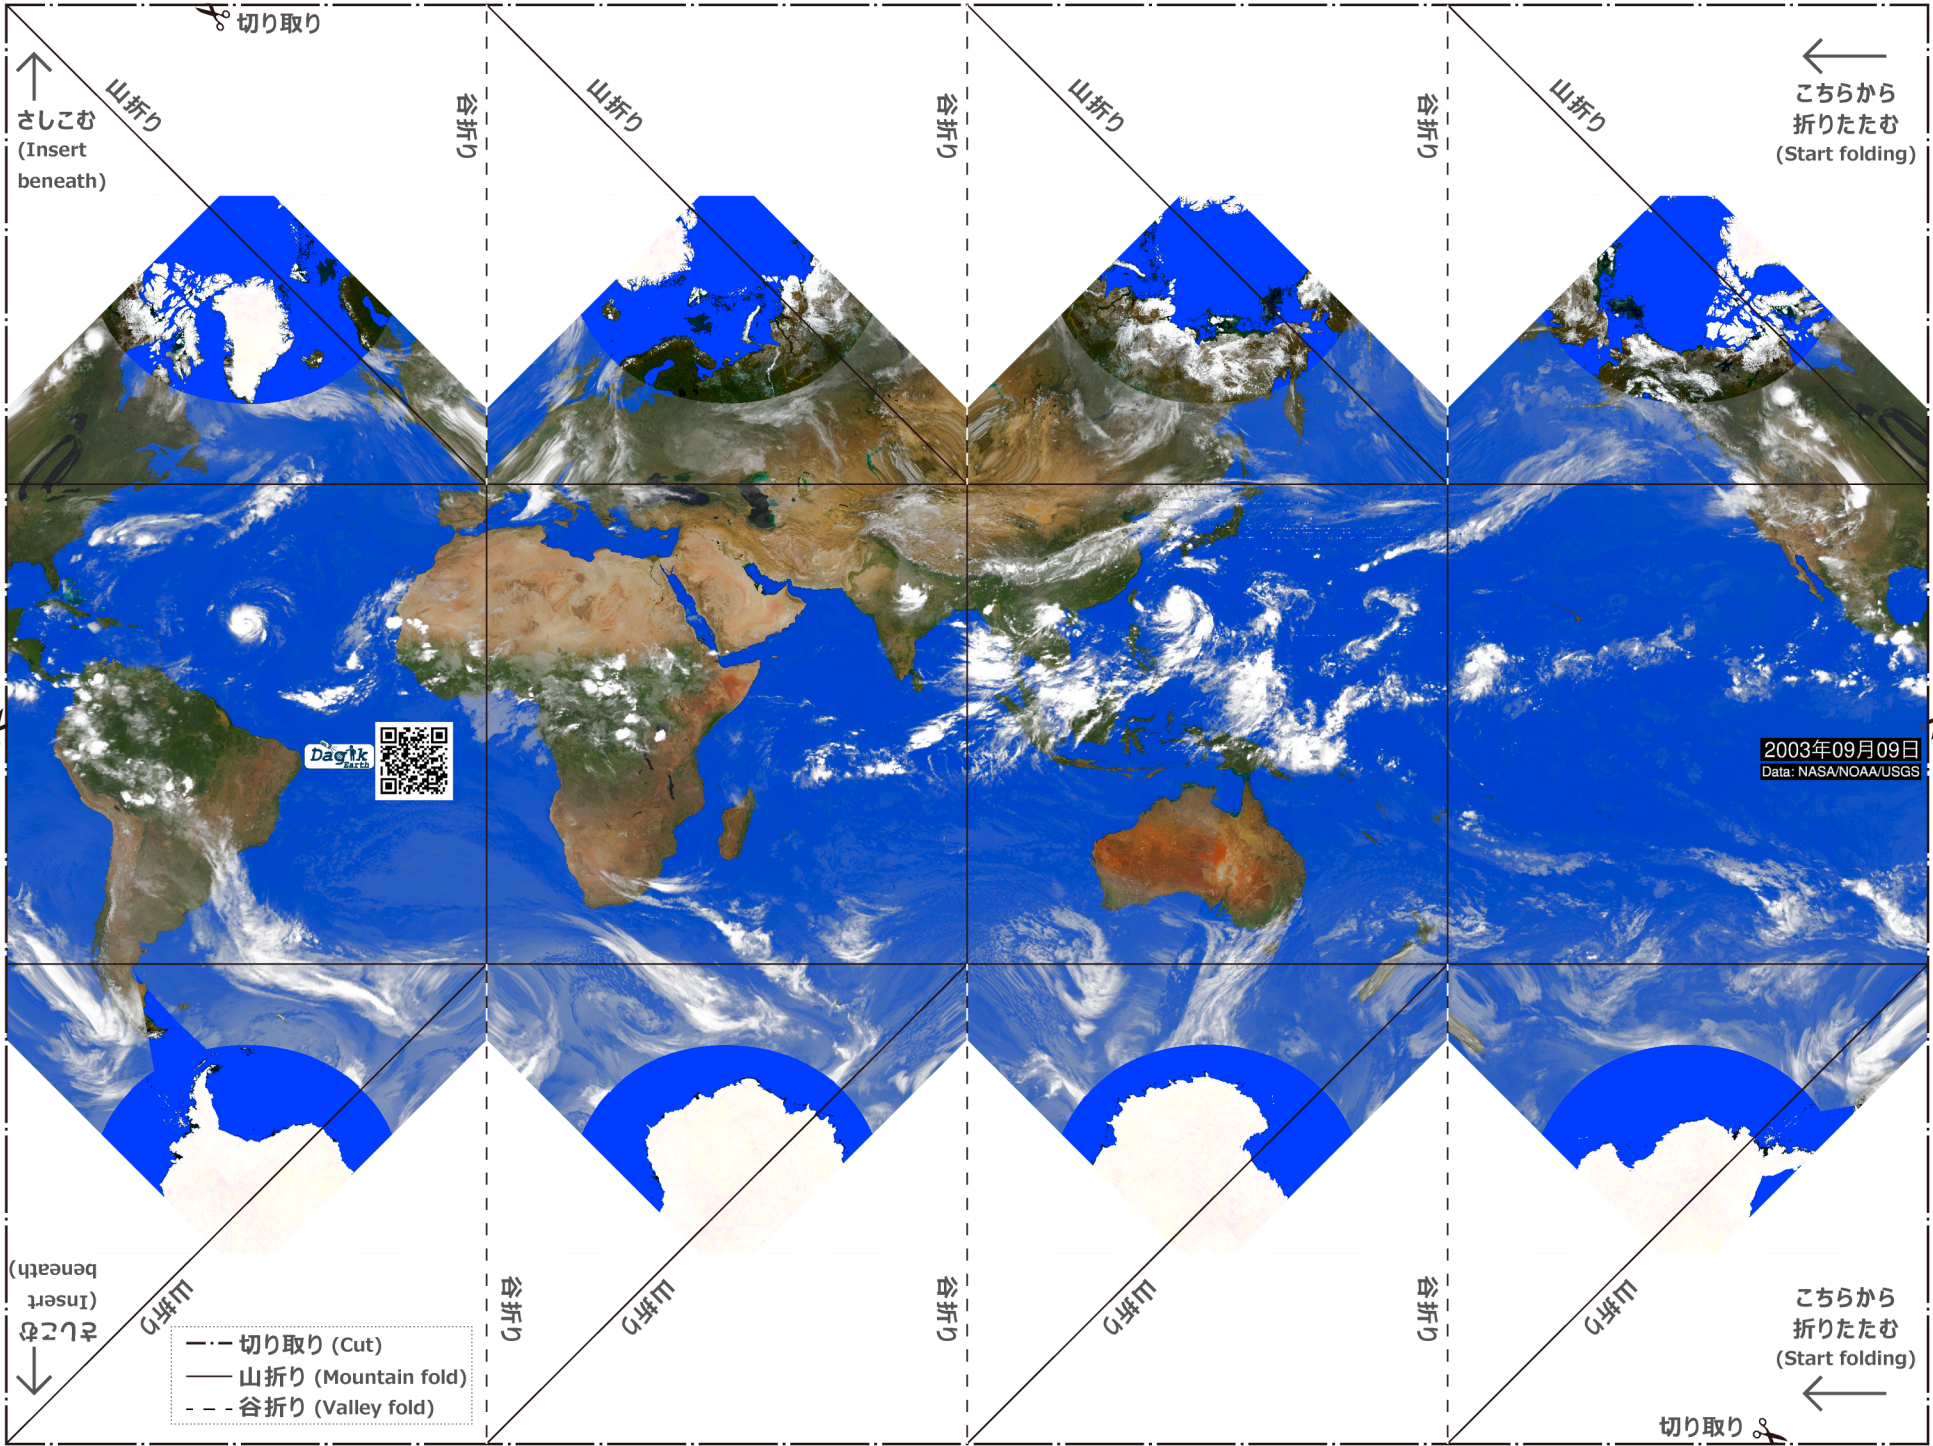 切り取り
さしこむ
(Insert
beneath)
山折り
谷折り
山折り
谷折り
山折り
谷折り
山折り
こちらから
折りたたむ
(Start folding)
Dagik
Earth
2003年09月09日
Data: NASA/NOAA/USGS
さしこむ
(Insert
beneath)
山折り
谷折り
山折り
谷折り
山折り
谷折り
山折り
こちらから
折りたたむ
(Start folding)
切り取り (Cut)
山折り (Mountain fold)
谷折り (Valley fold)
切り取り